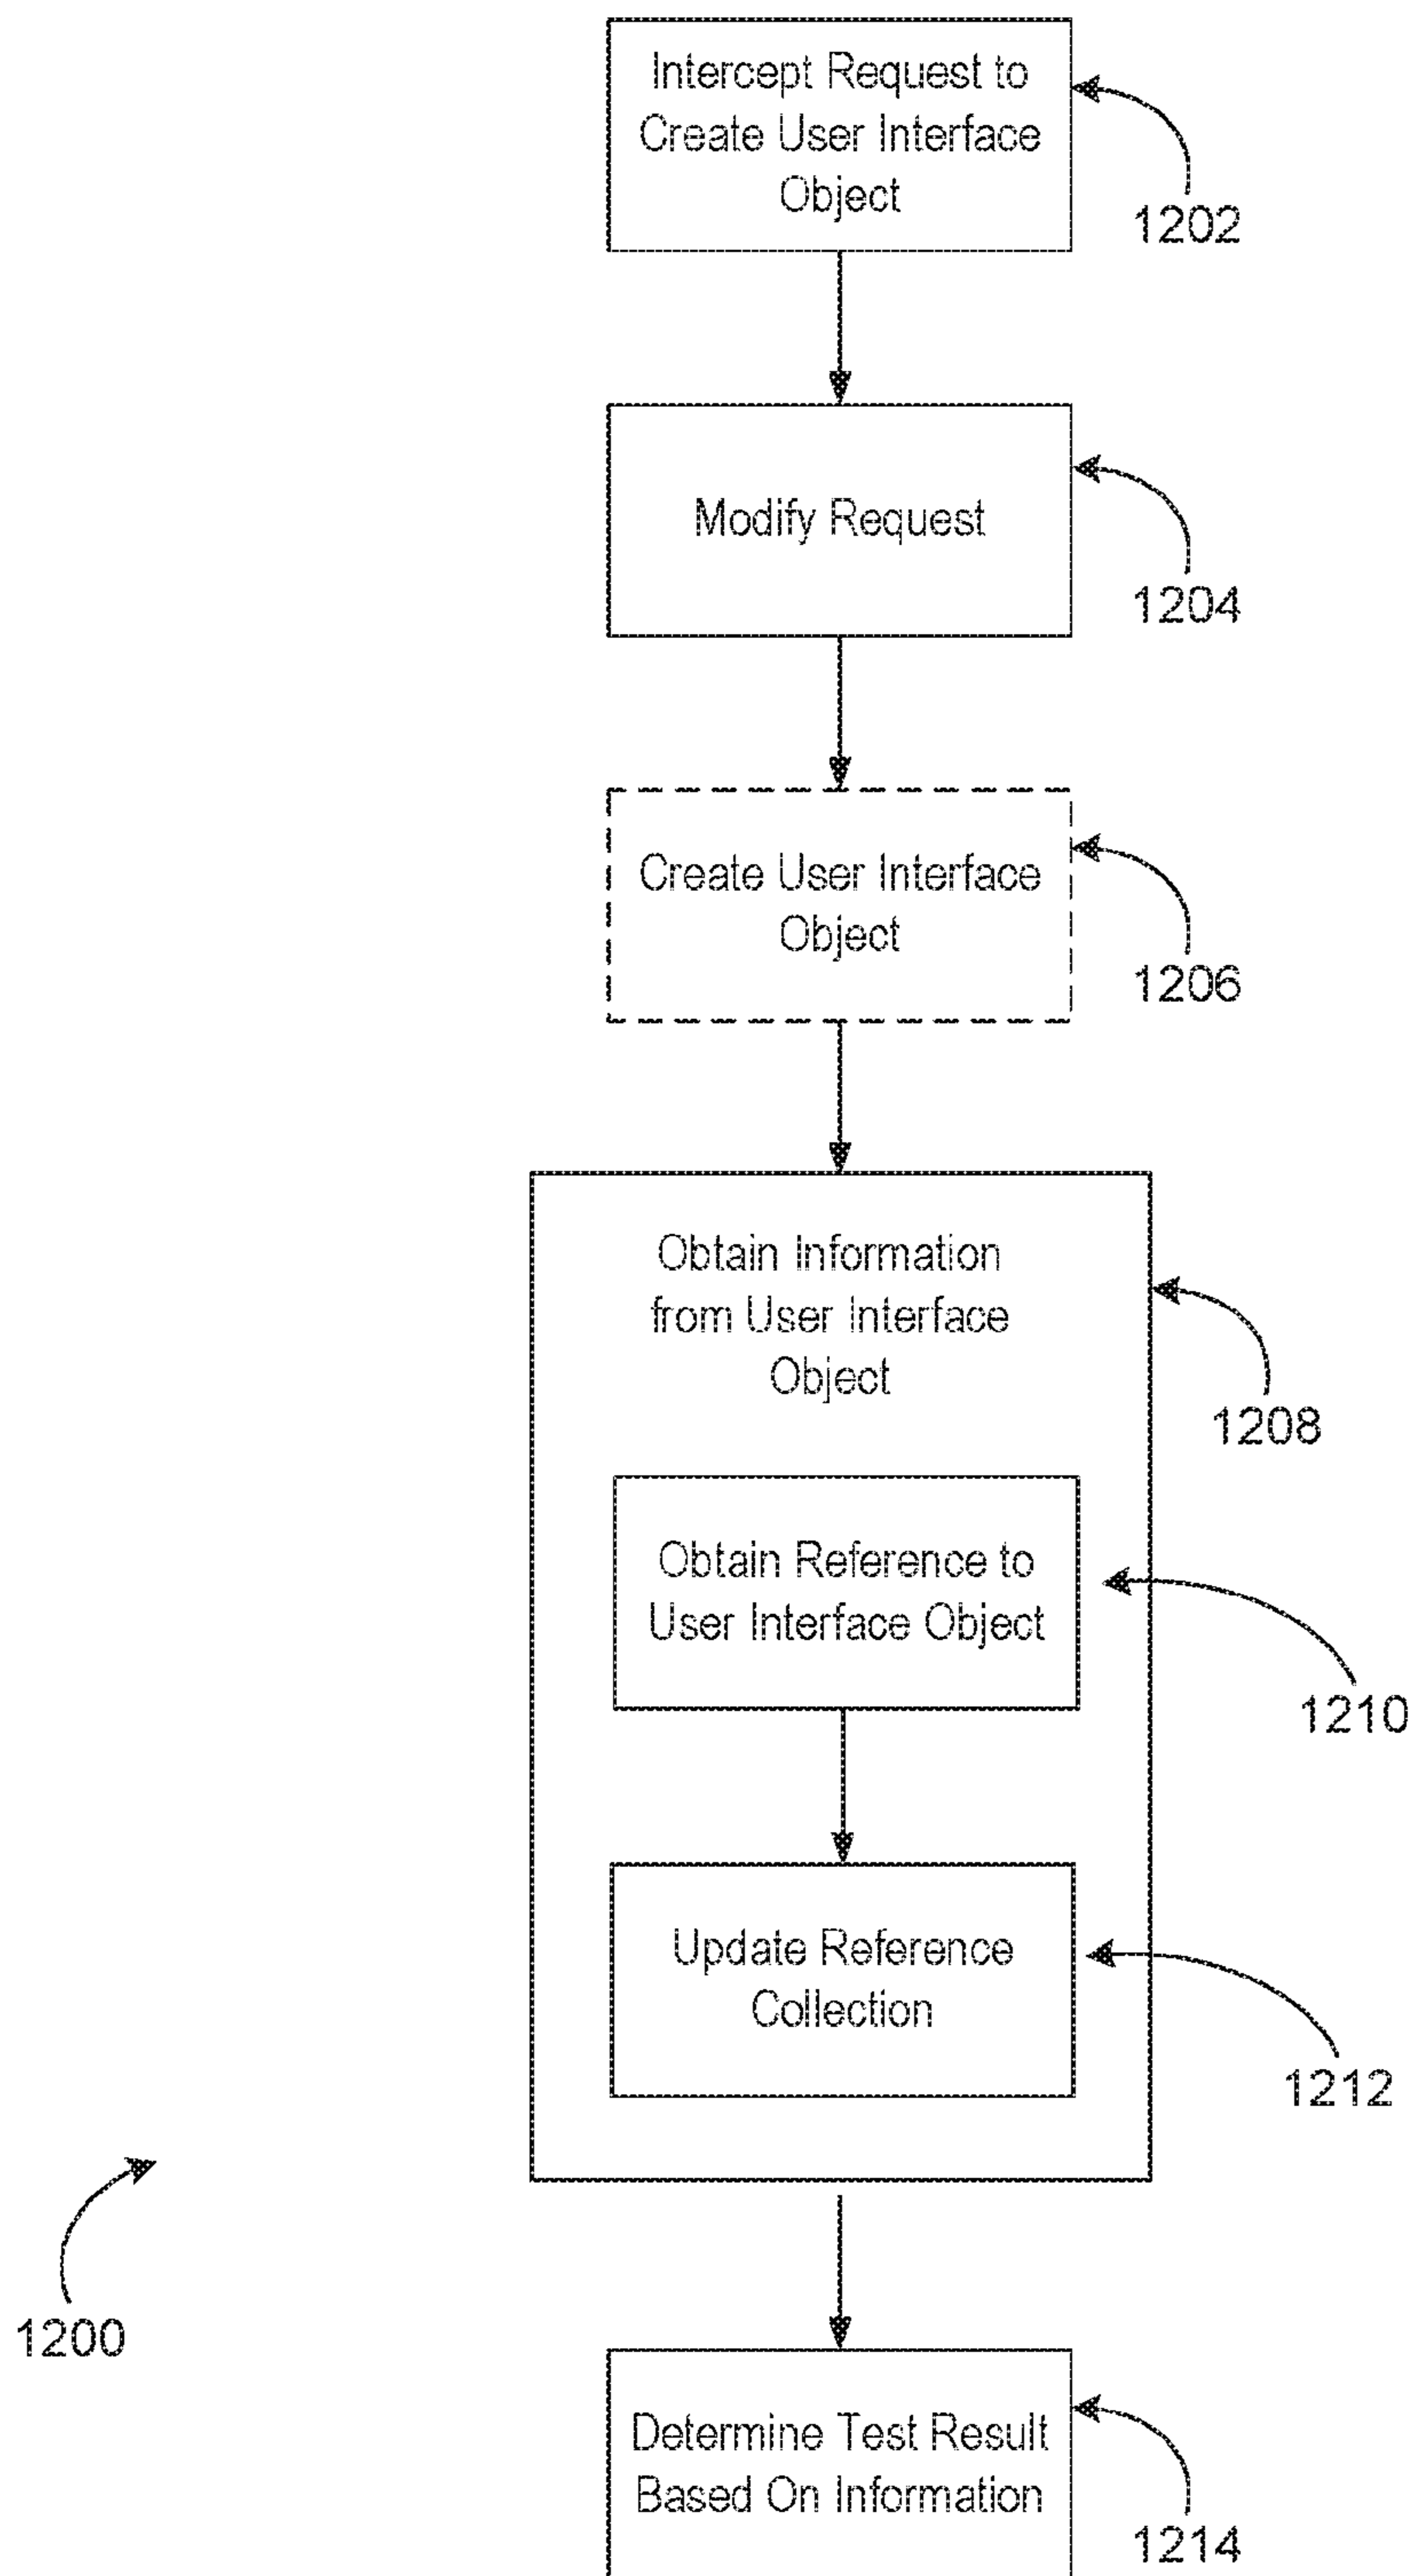 Intercept Request to
Create User Interface
Object
1202
Modify Request
1204
Create User Interface
Object
1206
Obtain Information
from User Interface
Object
1208
Obtain Reference to
User Interface Object
1210
Update Reference
Collection
1212
1200
Determine Test Result
Based On Information
1214